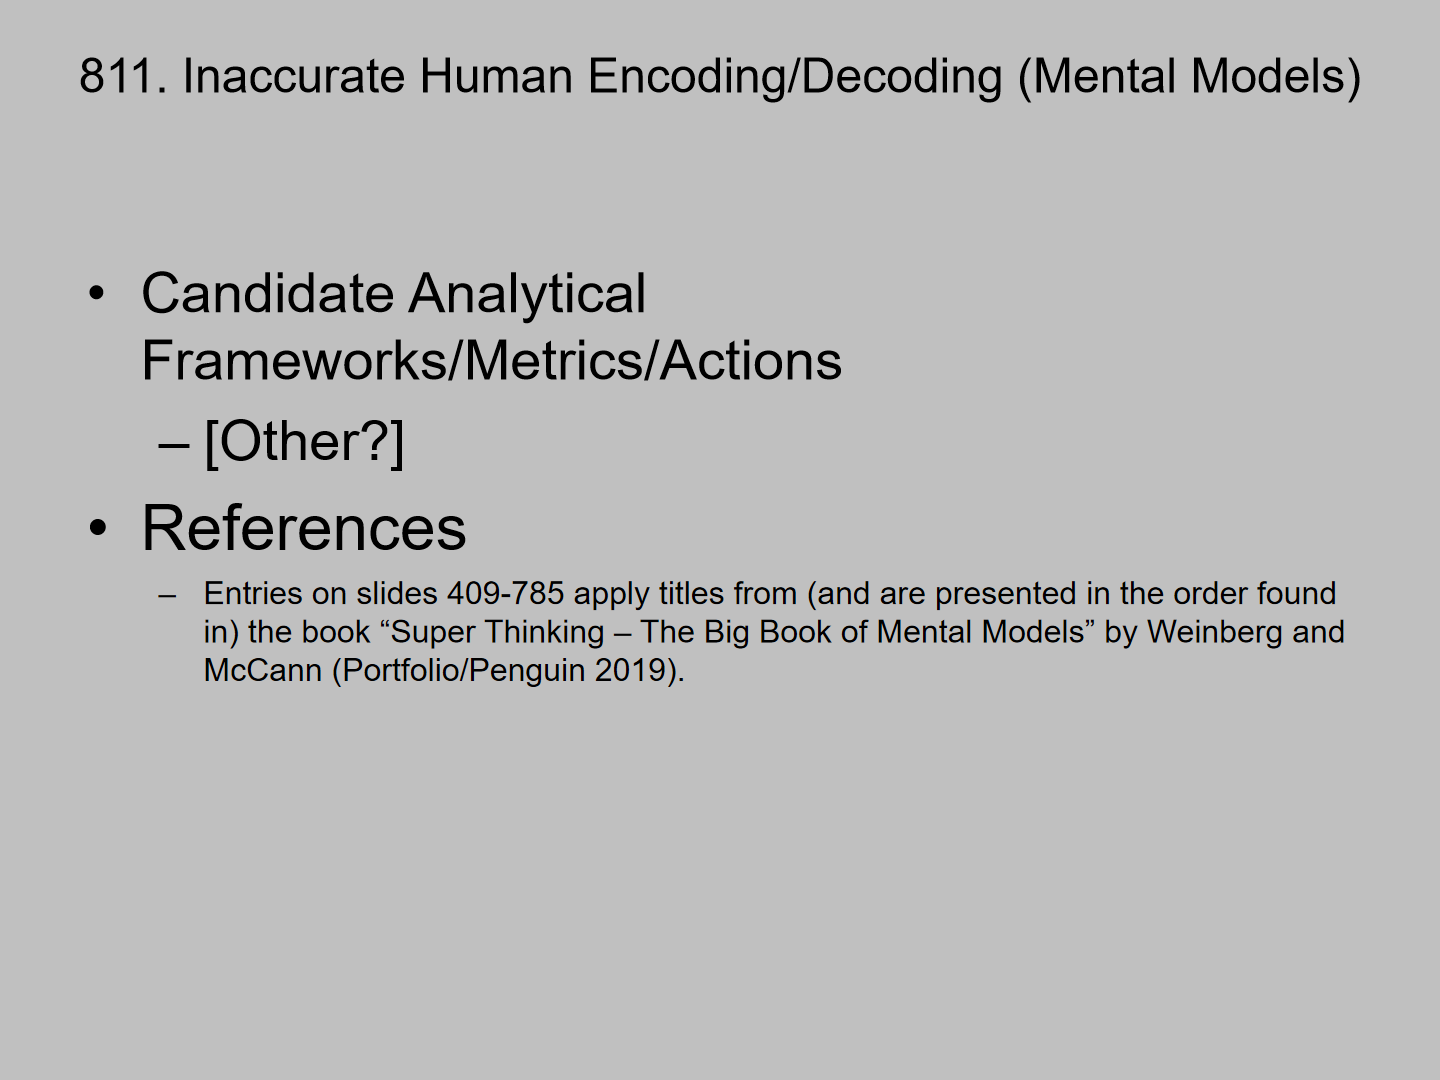 811. Inaccurate Human Encoding/Decoding (Mental Models)
• Candidate Analytical
Frameworks/Metrics/Actions
– [Other?]
• References
– Entries on slides 409-785 apply titles from (and are presented in the order found
in) the book “Super Thinking – The Big Book of Mental Models” by Weinberg and
McCann (Portfolio/Penguin 2019).